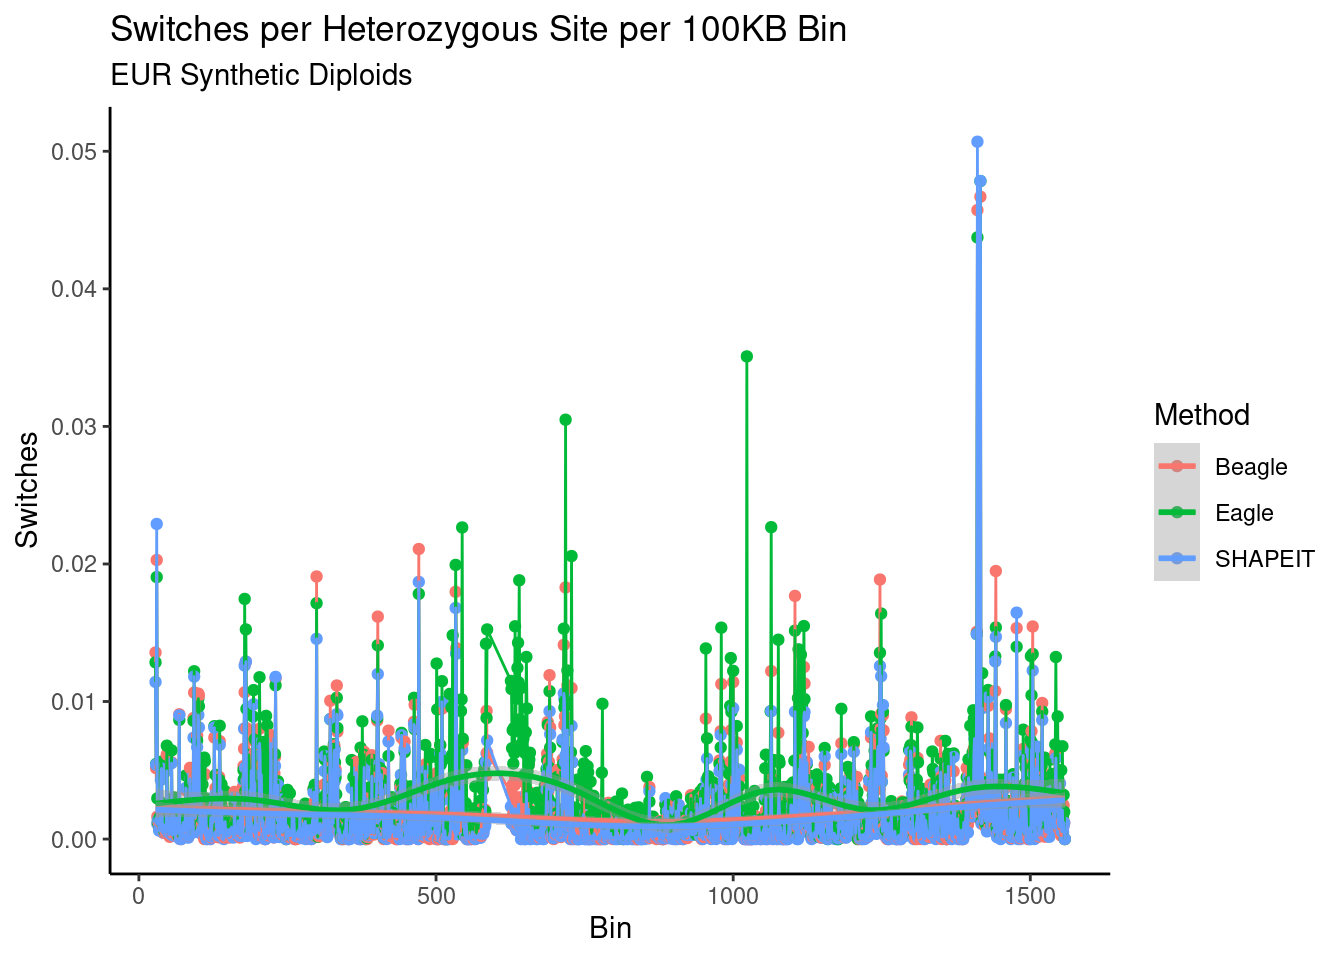 Switches per Heterozygous Site per 100KB Bin
EUR Synthetic Diploids
0.05
0.04
0.03
0.02
0.01
0.00
Switches
0
500
1000
1500
Bin
Method
Beagle
Eagle
SHAPEIT